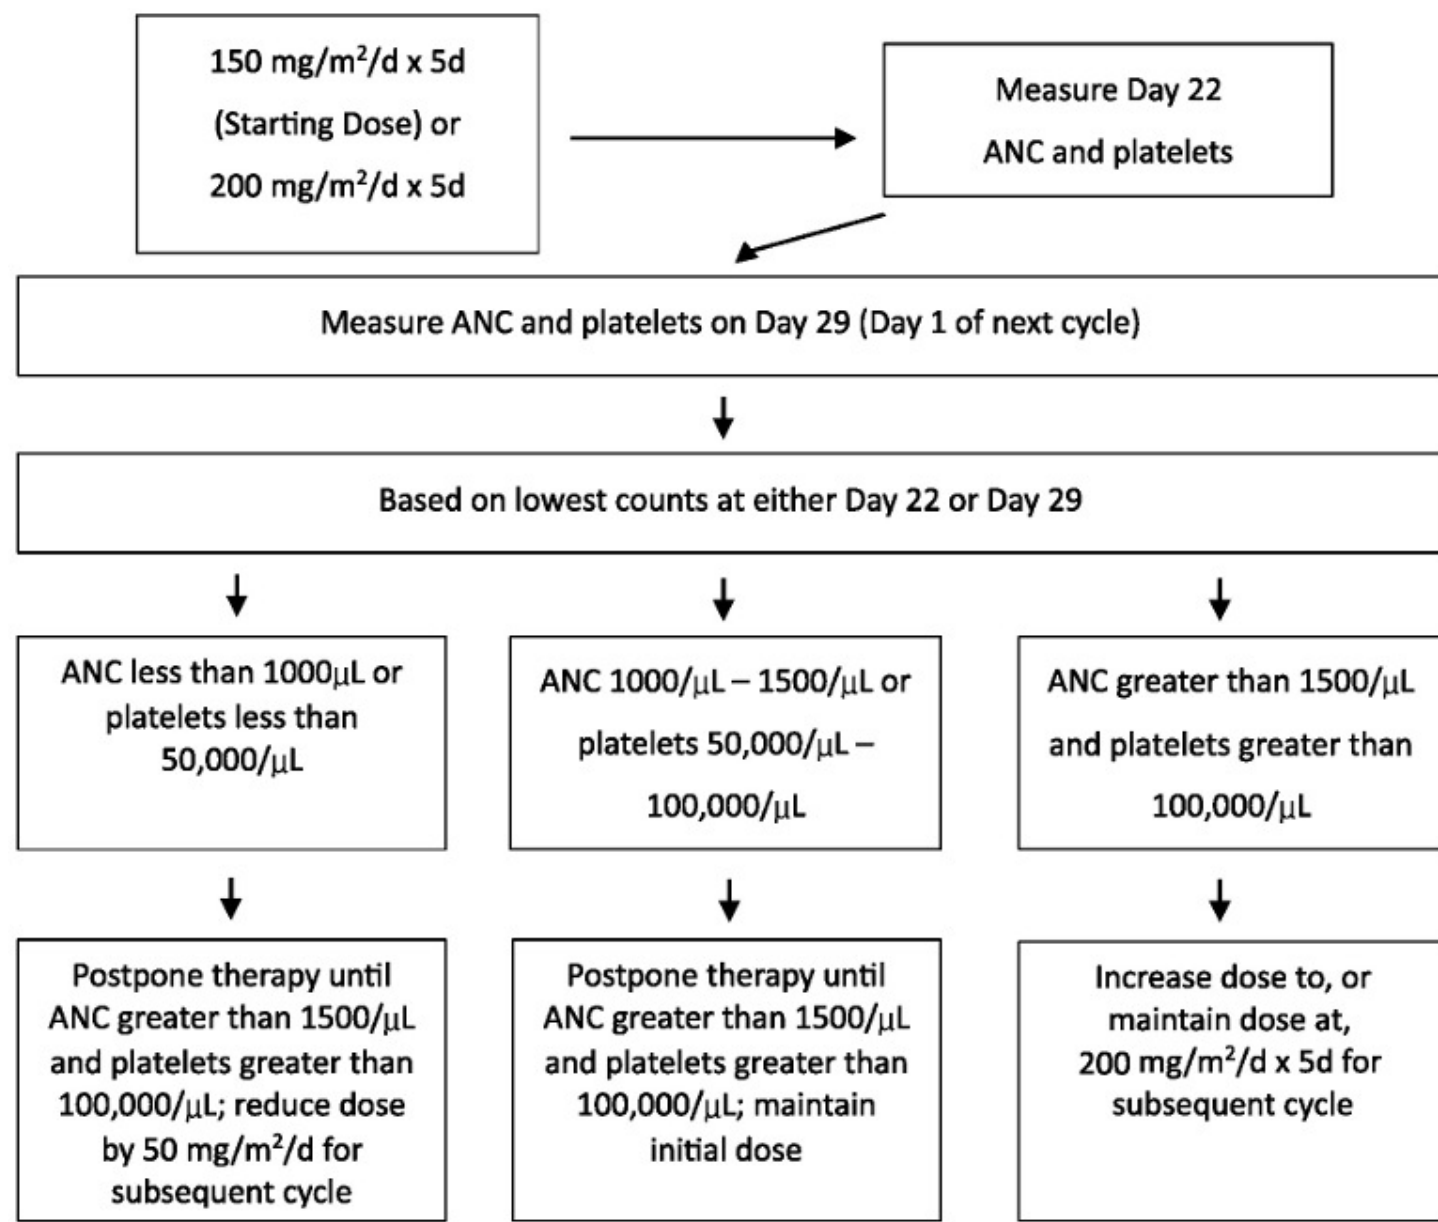 150 mg/m²/d x 5d
(Starting Dose) or
200 mg/m²/d x 5d
Measure Day 22
ANC and platelets
Measure ANC and platelets on Day 29 (Day 1 of next cycle)
Based on lowest counts at either Day 22 or Day 29
ANC less than 1000μL or
platelets less than
50,000/μL
ANC 1000/μL – 1500/μL or
platelets 50,000/μL –
100,000/μL
ANC greater than 1500/μL
and platelets greater than
100,000/μL
Postpone therapy until
ANC greater than 1500/μL
and platelets greater than
100,000/μL; reduce dose
by 50 mg/m²/d for
subsequent cycle
Postpone therapy until
ANC greater than 1500/μL
and platelets greater than
100,000/μL; maintain
initial dose
Increase dose to, or
maintain dose at,
200 mg/m²/d x 5d for
subsequent cycle